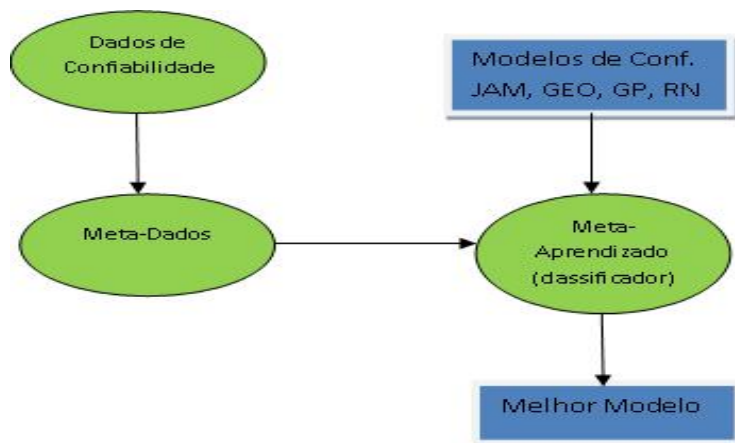 Dados de
Confiabilidade
Modelos de Conf.
JAM, GEO, GP, RN
Meta-Dados
Meta-
Aprendizado
(classificador)
Melhor Modelo